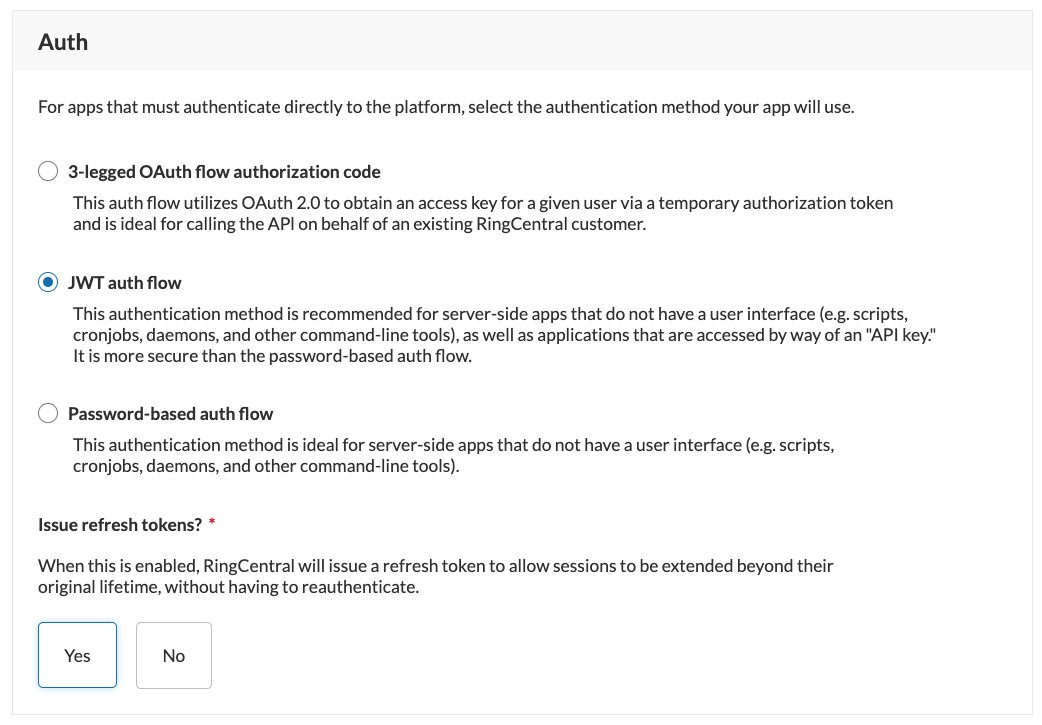 Auth
For apps that must authenticate directly to the platform, select the authentication method your app will use.
3-legged OAuth flow authorization code
This auth flow utilizes OAuth 2.0 to obtain an access key for a given user via a temporary authorization token
and is ideal for calling the API on behalf of an existing RingCentral customer.
JWT auth flow
This authentication method is recommended for server-side apps that do not have a user interface (e.g. scripts,
cronjobs, daemons, and other command-line tools), as well as applications that are accessed by way of an "API key."
It is more secure than the password-based auth flow.
Password-based auth flow
This authentication method is ideal for server-side apps that do not have a user interface (e.g. scripts,
cronjobs, daemons, and other command-line tools).
Issue refresh tokens? *
When this is enabled, RingCentral will issue a refresh token to allow sessions to be extended beyond their
original lifetime, without having to reauthenticate.
Yes No